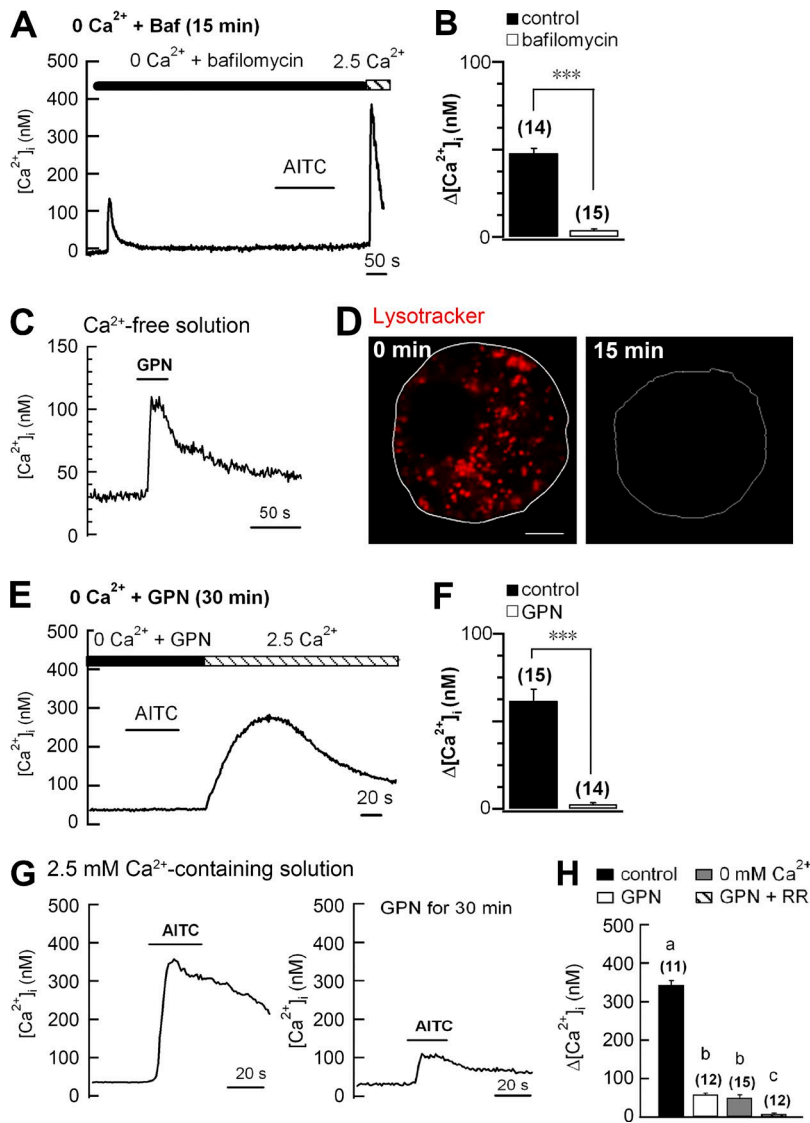 A
0 Ca²⁺ + Baf (15 min)
0 Ca²⁺ + bafilomycin
2.5 Ca²⁺
500
400
300
200
100
0
[Ca²⁺]ᵢ (nM)
AITC
50 s
B
control
bafilomycin
100
0
Δ[Ca²⁺]ᵢ (nM)
***
(14)
(15)
C
Ca²⁺-free solution
150
100
50
0
[Ca²⁺]ᵢ (nM)
GPN
50 s
D
Lysotracker
0 min
15 min
E
0 Ca²⁺ + GPN (30 min)
0 Ca²⁺ + GPN
2.5 Ca²⁺
500
400
300
200
100
0
[Ca²⁺]ᵢ (nM)
AITC
20 s
F
control
GPN
100
0
Δ[Ca²⁺]ᵢ (nM)
***
(15)
(14)
G
2.5 mM Ca²⁺-containing solution
500
400
300
200
100
0
[Ca²⁺]ᵢ (nM)
AITC
20 s
GPN for 30 min
500
400
300
200
100
0
[Ca²⁺]ᵢ (nM)
AITC
20 s
H
control
0 mM Ca²⁺
GPN
GPN + RR
500
400
300
200
100
0
Δ[Ca²⁺]ᵢ (nM)
a
(11)
b
(12)
b
(15)
c
(12)